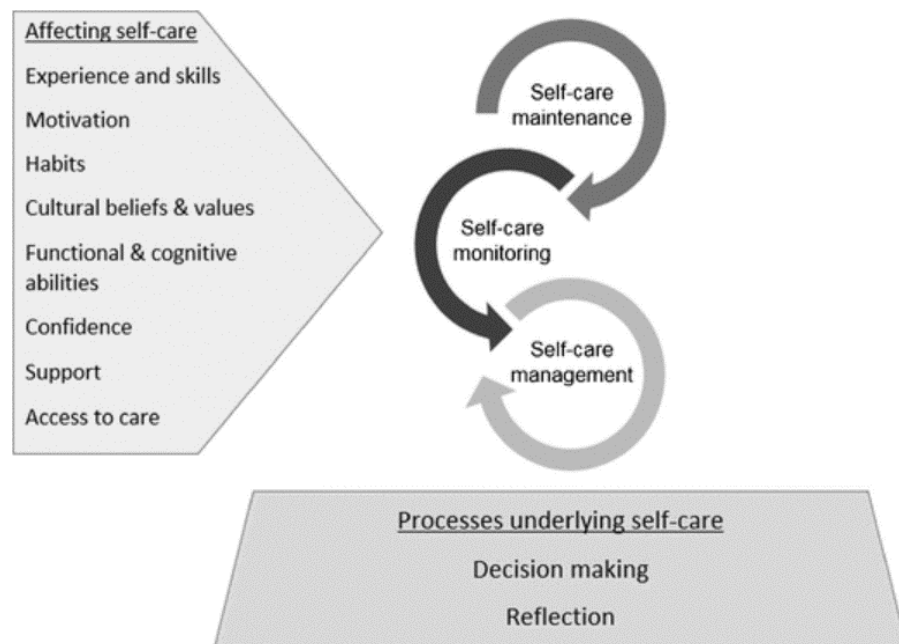 Affecting self-care
Experience and skills
Motivation
Habits
Cultural beliefs & values
Functional & cognitive
abilities
Confidence
Support
Access to care
Self-care
maintenance
Self-care
monitoring
Self-care
management
Processes underlying self-care
Decision making
Reflection